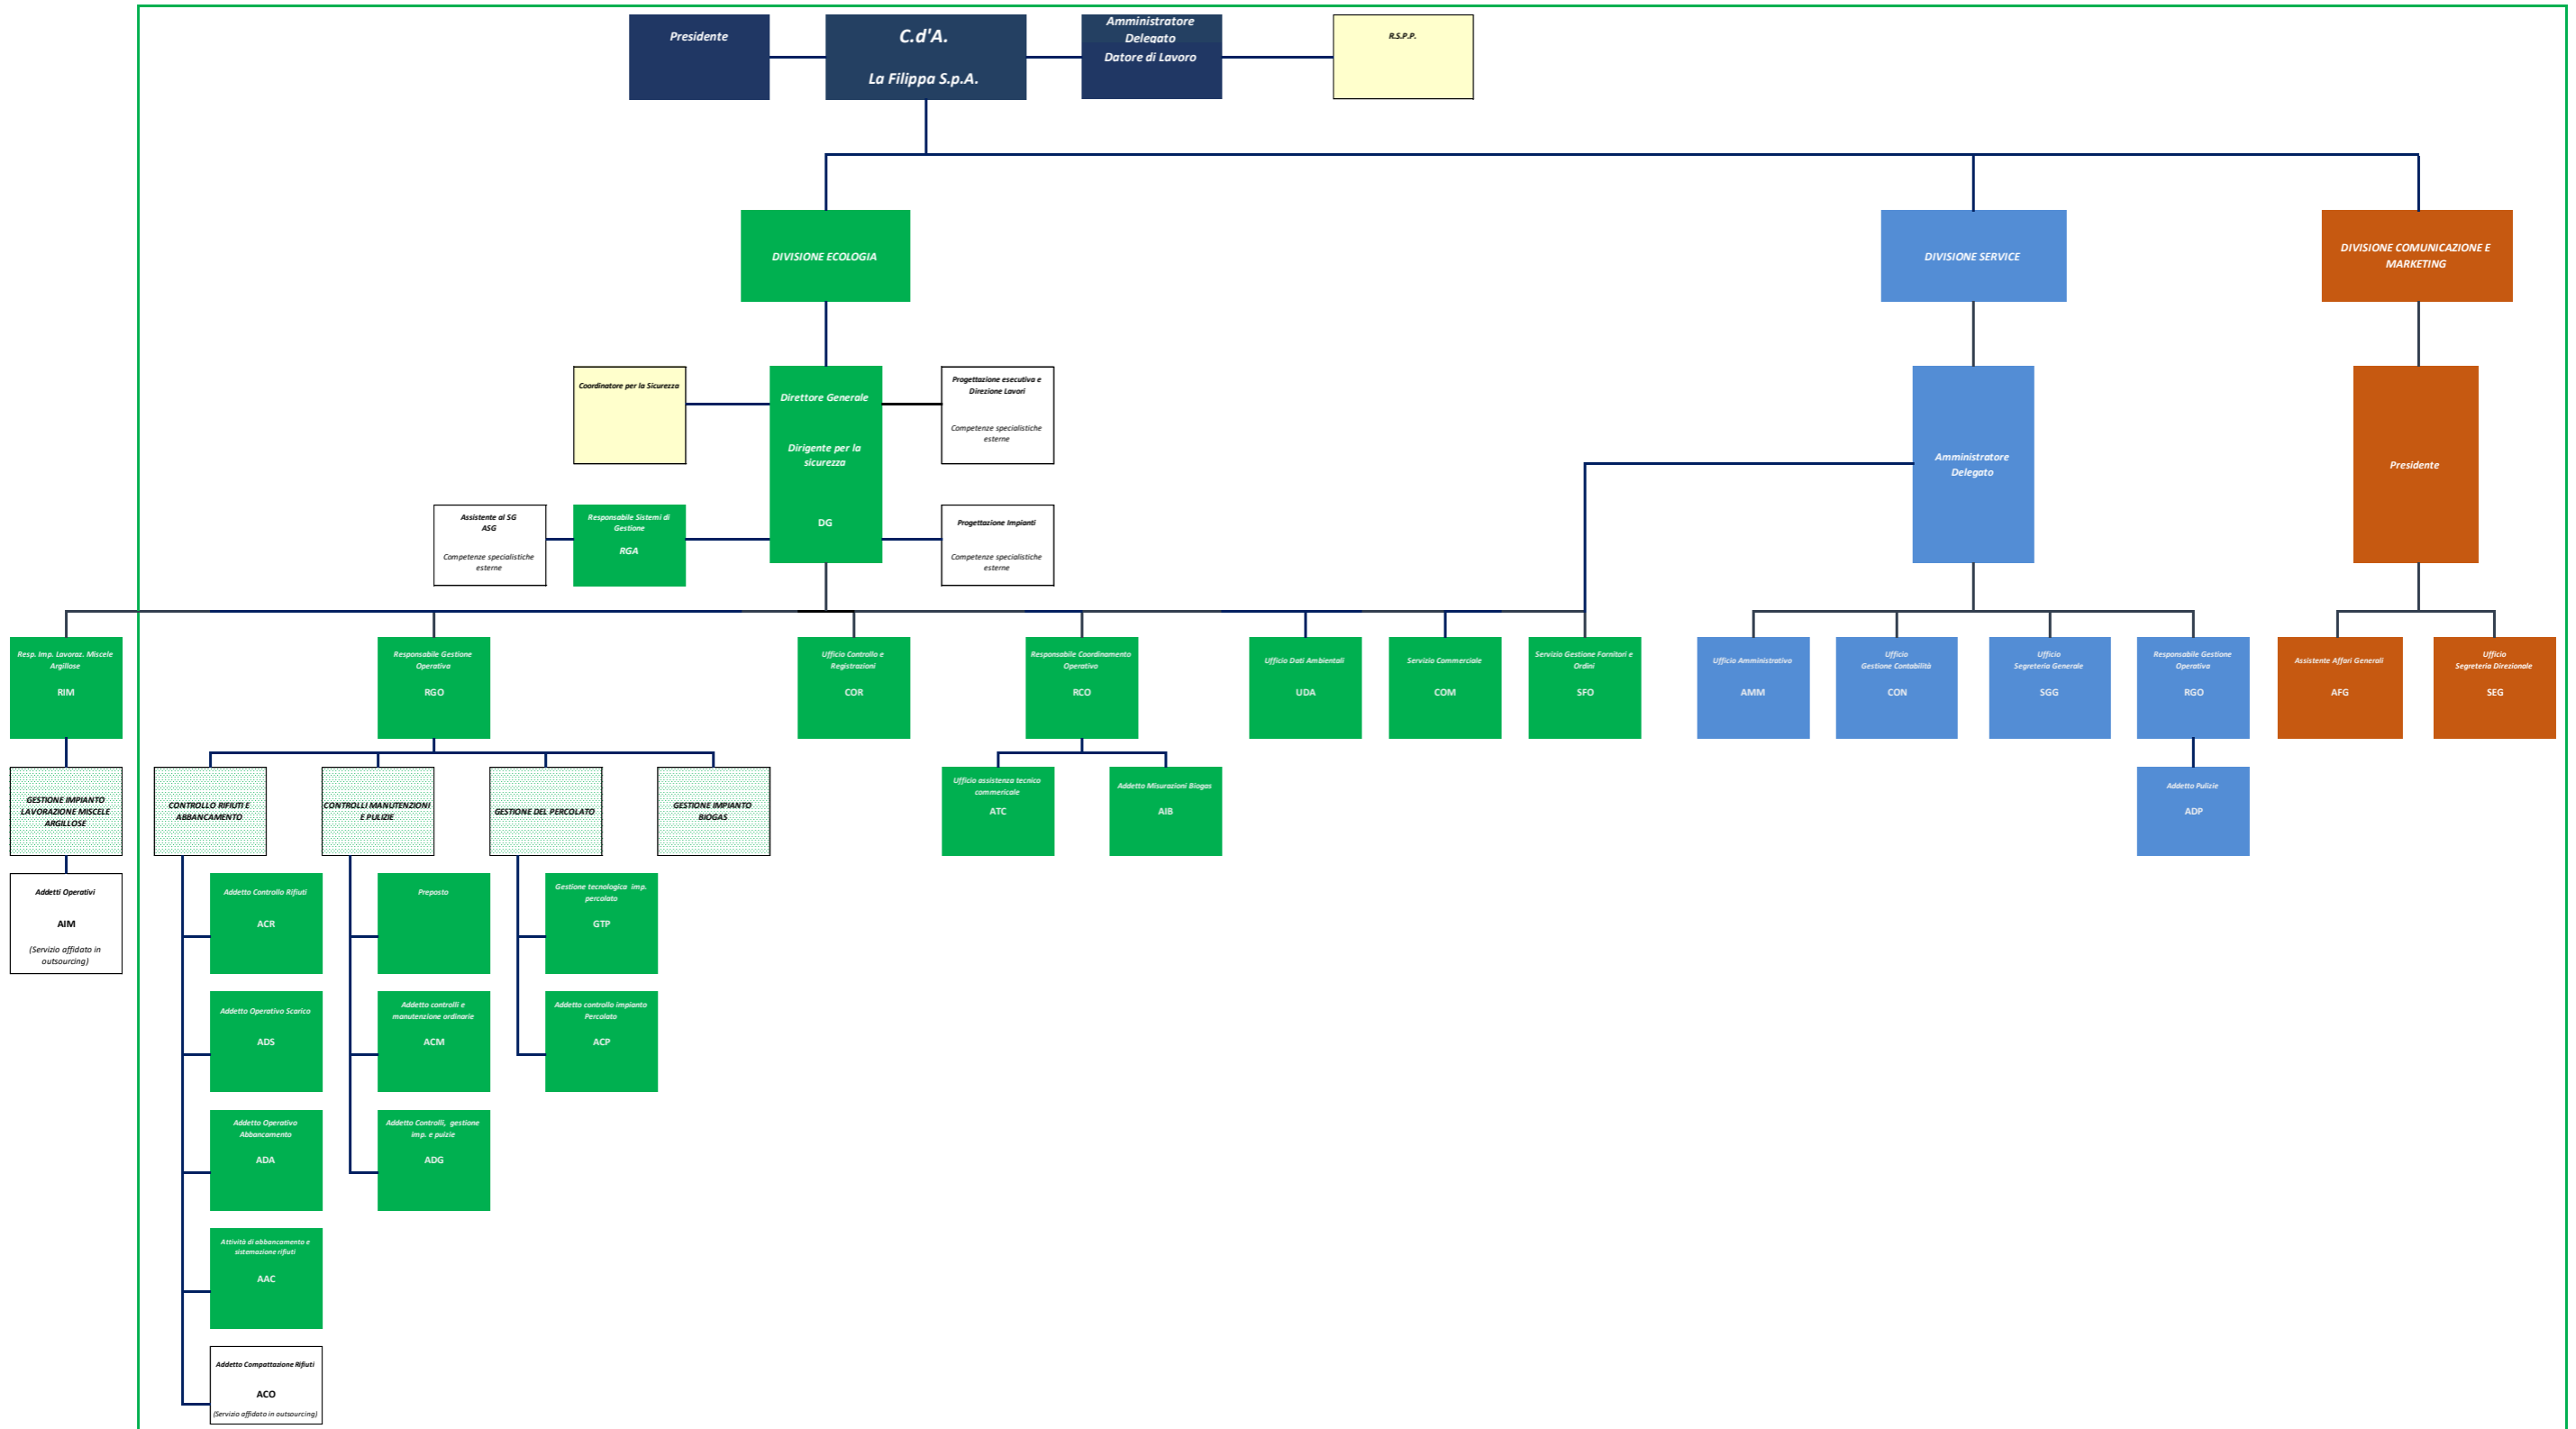 Presidente
C.d'A.
La Filippa S.p.A.
Amministratore
Delegato
Datore di Lavoro
R.S.P.P.
DIVISIONE ECOLOGIA
DIVISIONE SERVICE
DIVISIONE COMUNICAZIONE E
MARKETING
Coordinatore per la Sicurezza
Direttore Generale
Dirigente per la
sicurezza
DG
Progettazione esecutiva e
Direzione Lavori
Competenze specialistiche
esterne
Amministratore
Delegato
Presidente
Assistente al SG
ASG
Competenze specialistiche
esterne
Responsabile Sistemi di
Gestione
RGA
Progettazione Impianti
Competenze specialistiche
esterne
Resp. Imp. Lavoraz. Miscele
Argillose
RIM
Responsabile Gestione
Operativo
RGO
Ufficio Controllo e
Registrazioni
COR
Responsabile Coordinamento
Operativo
RCO
Ufficio Dati Ambientali
UDA
Servizio Commerciale
COM
Servizio Gestione Fornitori e
Ordini
SFO
Ufficio Amministrativo
AMM
Ufficio
Gestione Contabilità
CON
Ufficio
Segreteria Generale
SGG
Responsabile Gestione
Operativa
RGO
Assistente Affari Generali
AFG
Ufficio
Segreteria Direzionale
SEG
GESTIONE IMPIANTO
LAVORAZIONE MISCELE
ARGILLOSE
CONTROLLO RIFIUTI E
ABBANCAMENTO
CONTROLLI MANUTENZIONI
E PULIZIE
GESTIONE DEL PERCOLATO
GESTIONE IMPIANTO
BIOGAS
Ufficio assistenza tecnico
commericale
ATC
Addetto Misurazioni Biogas
AIB
Addetto Pulizie
ADP
Addetti Operativi
AIM
(Servizio affidato in
outsourcing)
Addetto Controllo Rifiuti
ACR
Preposto
Gestione tecnologica  imp.
percolato
GTP
Addetto Operativo Scarico
ADS
Addetto controlli e
manutenzione ordinarie
ACM
Addetto controllo impianto
Percolato
ACP
Addetto Operativo
Abbancamento
ADA
Addetto Controlli,  gestione
imp. e puizie
ADG
Attività di abbancamento e
sistemazione rifiuti
AAC
Addetto Compattazione Rifiuti
ACO
(Servizio affidato in outsourcing)